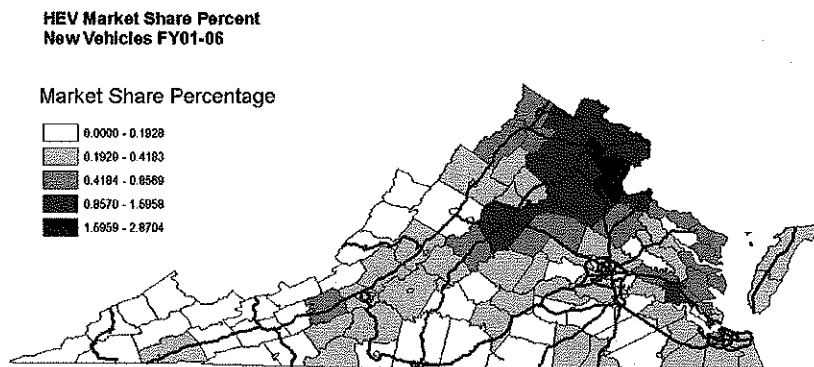 HEV Market Share Percent
New Vehicles FY01-06
Market Share Percentage
0.0000 - 0.1928
0.1929 - 0.4183
0.4184 - 0.8569
0.8570 - 1.5958
1.5959 - 2.8704